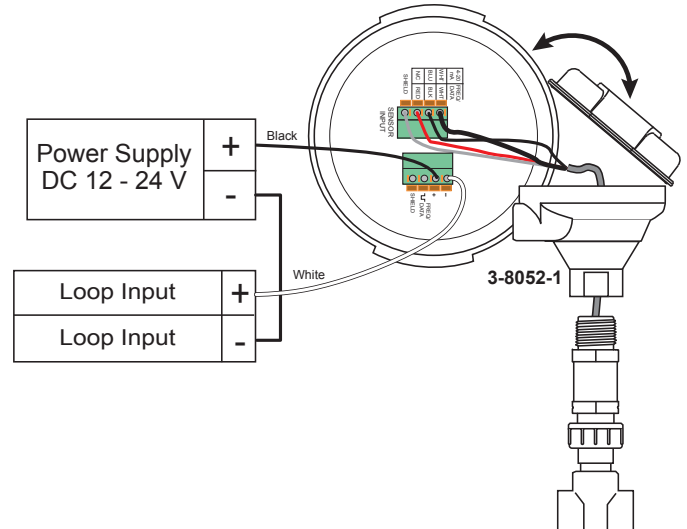 Power Supply
DC 12 - 24 V
+
-
Black
Loop Input
+
Loop Input
-
White
4-20
mA
FREQ/
DATA
WHT
WHT
BLU
BLK
NC
RED
SHIELD
SENSOR
INPUT
-
+
FREQ/
DATA
SHIELD
3-8052-1